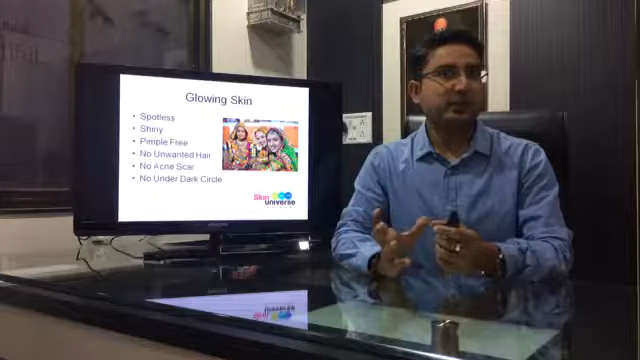 Glowing Skin
• Spotless
• Shiny
• Pimple Free
• No Unwanted Hair
• No Acne Scar
• No Under Dark Circle
Skin
universe